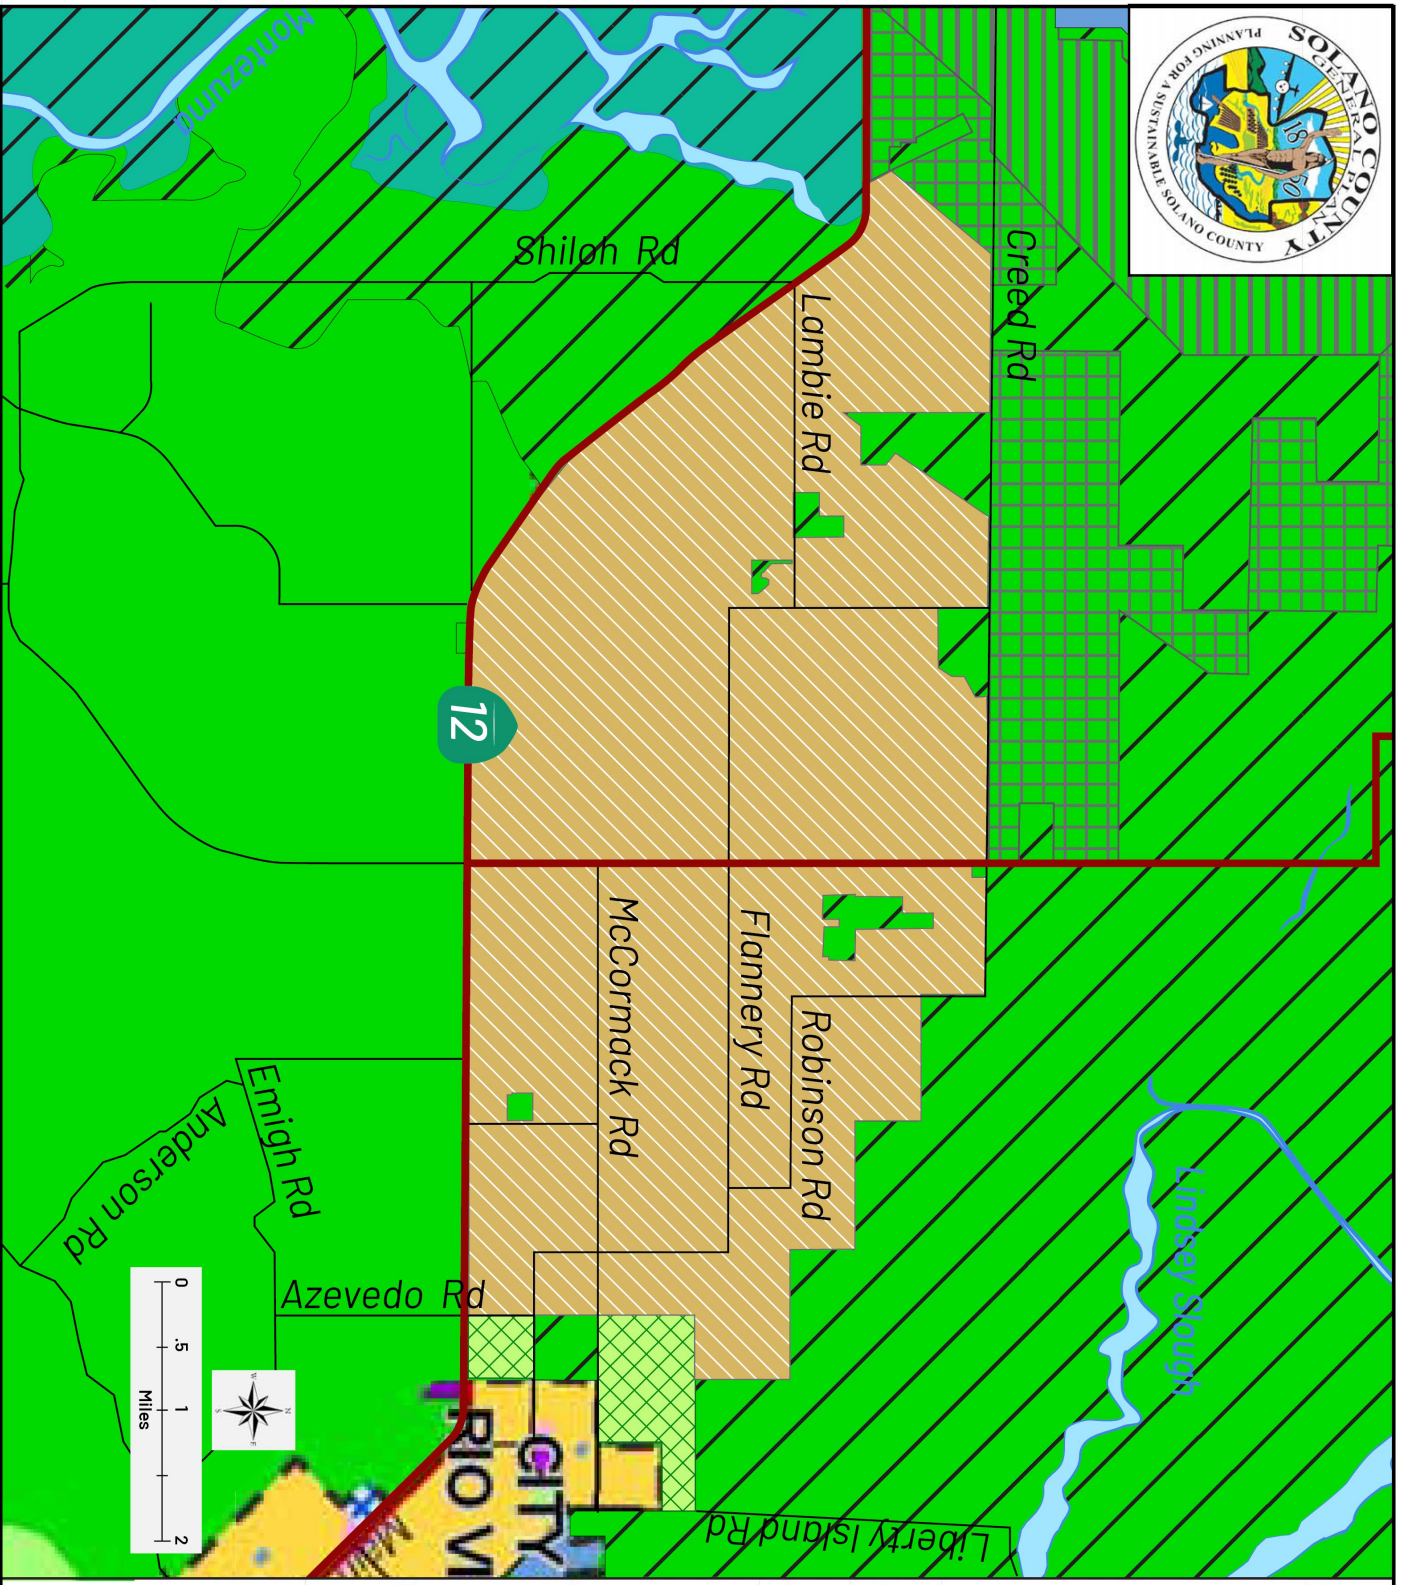 SOLANO COUNTY
GENERAL PLAN
PLANNING FOR A SUSTAINABLE SOLANO COUNTY
18 50
Montezuma
Shiloh Rd
Creed Rd
Lambie Rd
12
McCormack Rd
Flannery Rd
Robinson Rd
Emigh Rd
Anderson Rd
Azevedo Rd
Lindsey Slough
Liberty Island Rd
CITY
RIO VI
0 .5 1 2
Miles
N
W
S
E